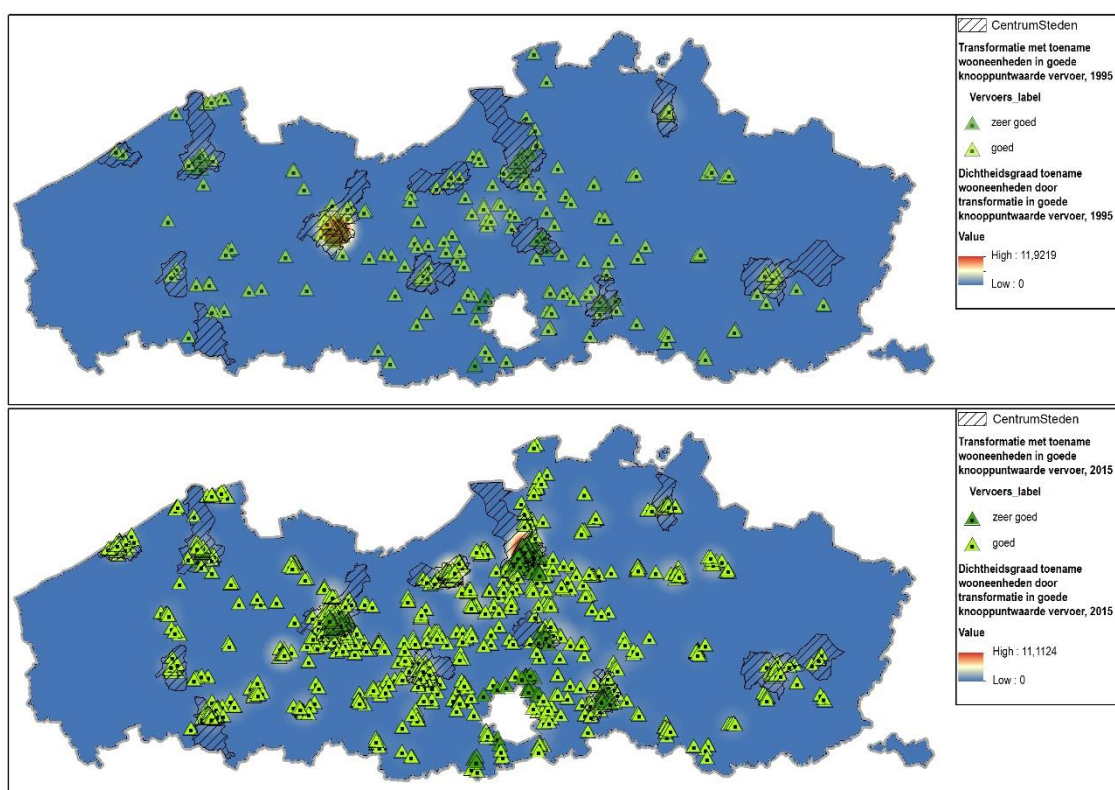 CentrumSteden
Transformatie met toename
wooneenheden in goede
knooppuntwaarde vervoer, 1995
Vervoers_label
zeer goed
goed
Dichtheidsgraad toename
wooneenheden door
transformatie in goede
knooppuntwaarde vervoer, 1995
Value
High : 11,9219
Low : 0
CentrumSteden
Transformatie met toename
wooneenheden in goede
knooppuntwaarde vervoer, 2015
Vervoers_label
zeer goed
goed
Dichtheidsgraad toename
wooneenheden door
transformatie in goede
knooppuntwaarde vervoer, 2015
Value
High : 11,1124
Low : 0